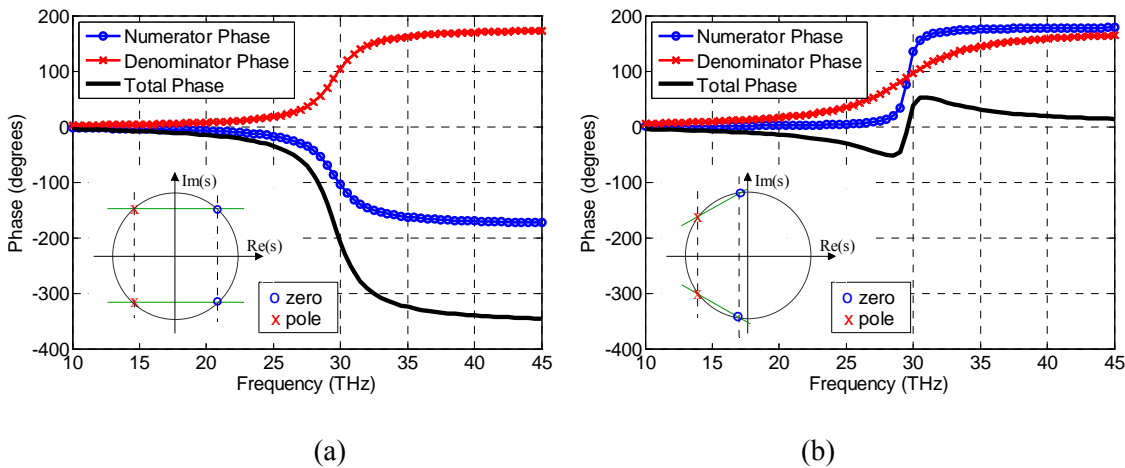 200
100
0
-100
-200
-300
-400
Phase (degrees)
Numerator Phase
Denominator Phase
Total Phase
Im(s)
Re(s)
o zero
x pole
10 15 20 25 30 35 40 45
Frequency (THz)
(a)
200
100
0
-100
-200
-300
-400
Phase (degrees)
Numerator Phase
Denominator Phase
Total Phase
Im(s)
Re(s)
o zero
x pole
10 15 20 25 30 35 40 45
Frequency (THz)
(b)